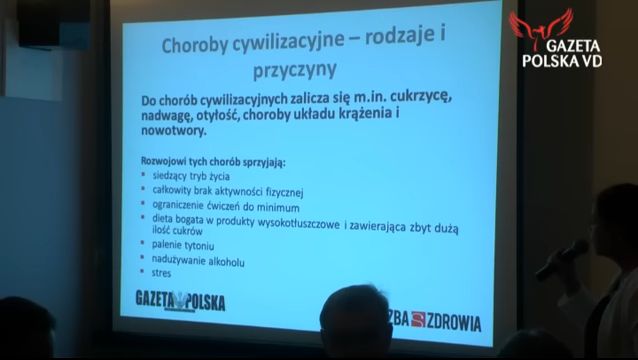 Choroby cywilizacyjne – rodzaje i
przyczyny
GAZETA
POLSKA VD
Do chorób cywilizacyjnych zalicza się m.in. cukrzycę,
nadwagę, otyłość, choroby układu krążenia i
nowotwory.
Rozwojowi tych chorób sprzyjają:
siedzący tryb życia
całkowity brak aktywności fizycznej
ograniczenie ćwiczeń do minimum
dieta bogata w produkty wysokotłuszczowe i zawierająca zbyt dużą
ilość cukrów
palenie tytoniu
nadużywanie alkoholu
stres
GAZETA POLSKA
ZBA ZDROWIA